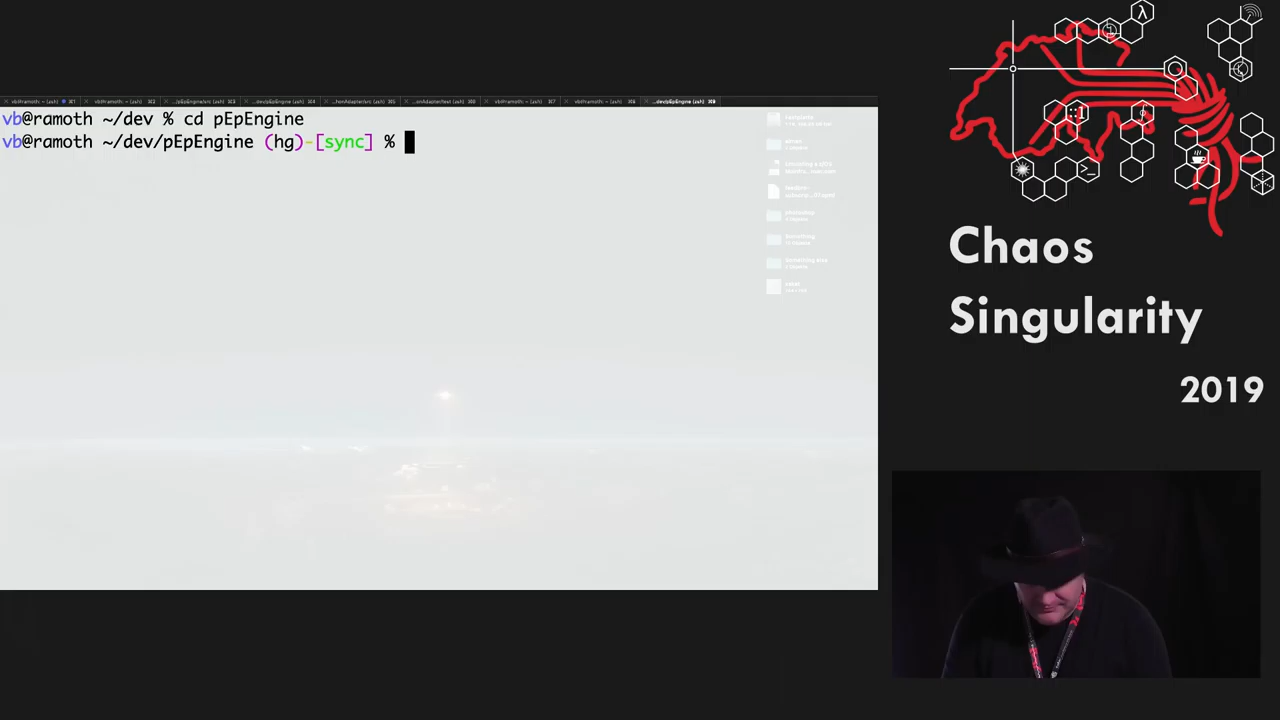 vb@ramoth ~/dev % cd pEpEngine
vb@ramoth ~/dev/pEpEngine (hg)-[sync] %
Chaos
Singularity
2019